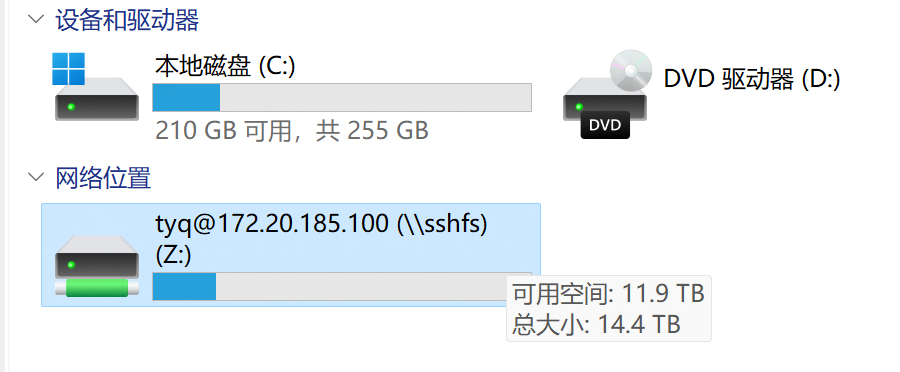 设备和驱动器
本地磁盘 (C:)
210 GB 可用，共 255 GB
DVD 驱动器 (D:)
DVD
网络位置
tyq@172.20.185.100 (\\sshfs)
(Z:)
可用空间: 11.9 TB
总大小: 14.4 TB